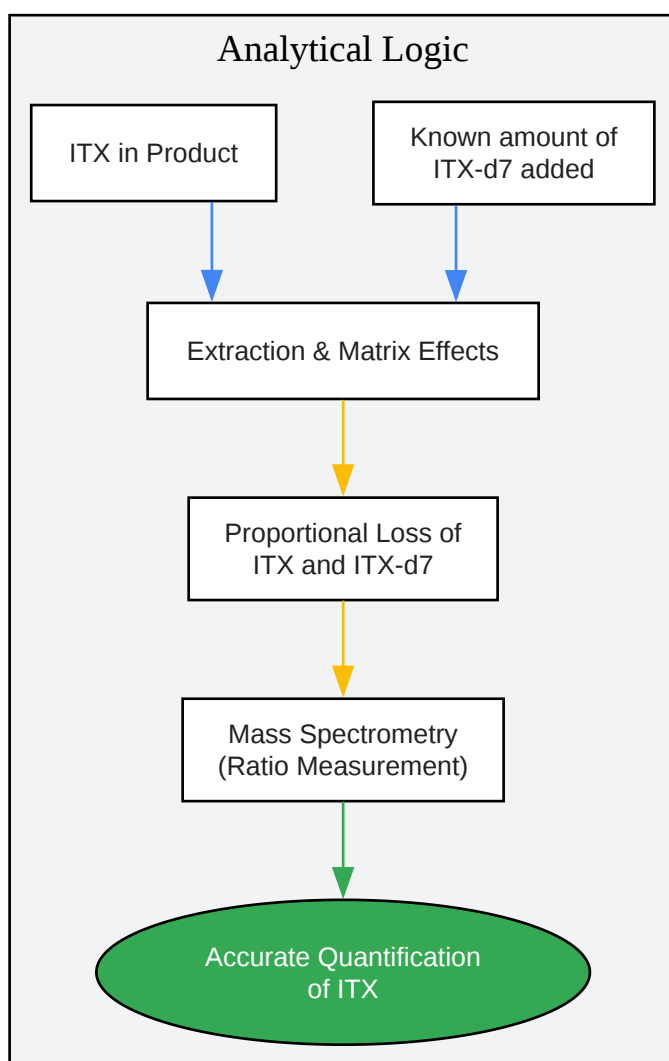 Analytical Logic
ITX in Product
Known amount of
ITX-d7 added
Extraction & Matrix Effects
Proportional Loss of
ITX and ITX-d7
Mass Spectrometry
(Ratio Measurement)
Accurate Quantification
of ITX